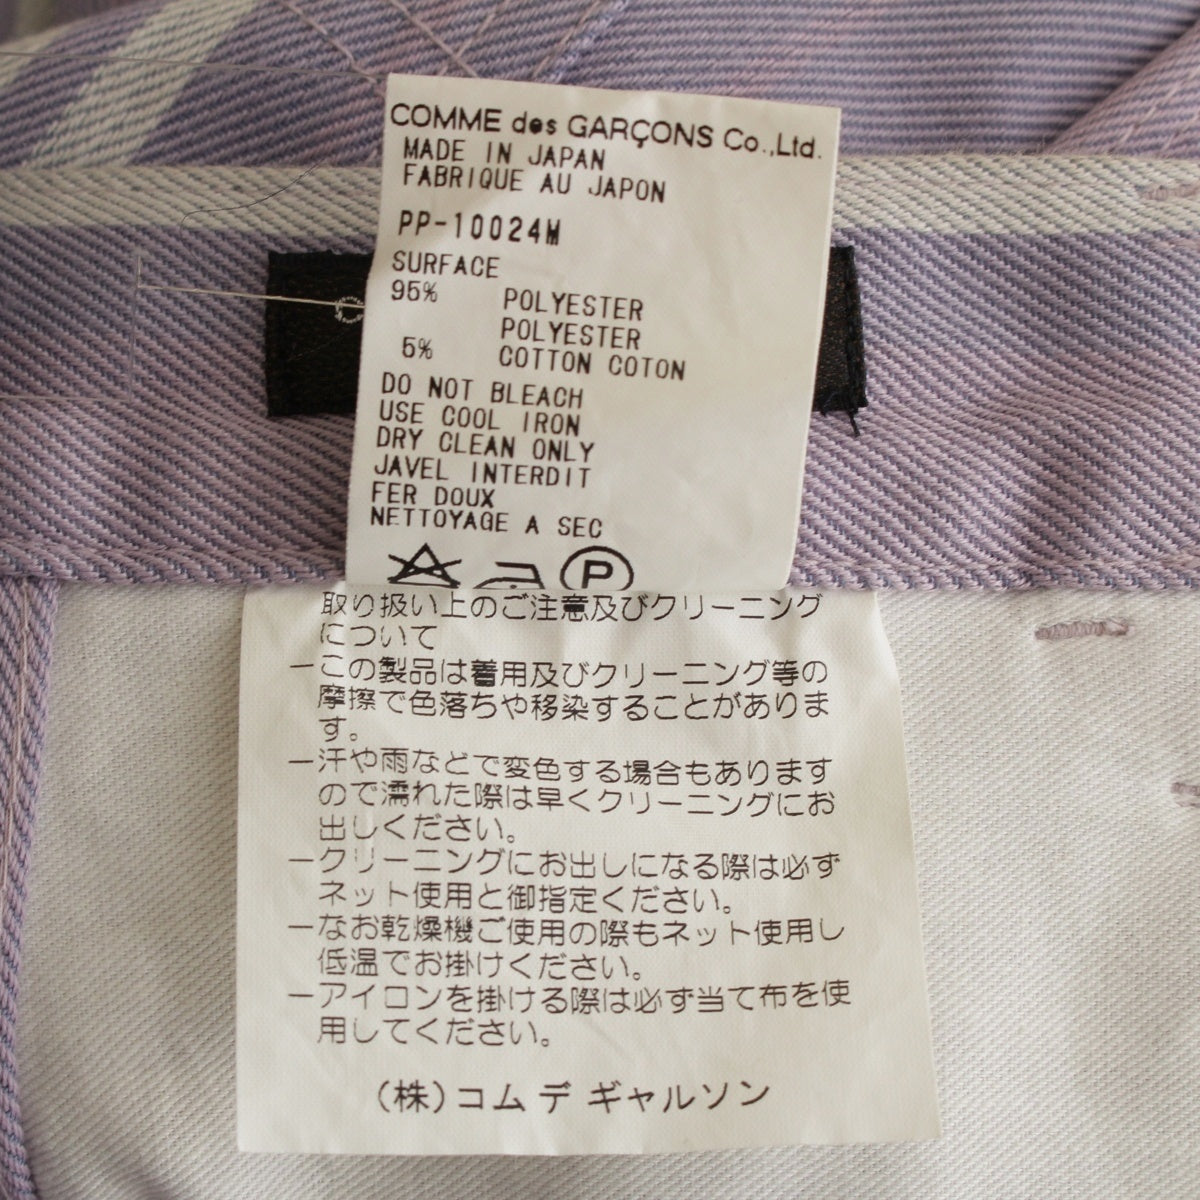 COMME des GARÇONS Co.,Ltd.
MADE IN JAPAN
FABRIQUE AU JAPON
PP-10024M
SURFACE
95% POLYESTER
POLYESTER
5% COTTON COTON
DO NOT BLEACH
USE COOL IRON
DRY CLEAN ONLY
JAVEL INTERDIT
FER DOUX
NETTOYAGE A SEC
P
取り扱い上のご注意及びクリーニング
について
－この製品は着用及びクリーニング等の
摩擦で色落ちや移染することがありま
す。
－汗や雨などで変色する場合もあります
ので濡れた際は早くクリーニングにお
出しください。
－クリーニングにお出しになる際は必ず
ネット使用と御指定ください。
－なお乾燥機ご使用の際もネット使用し
低温でお掛けください。
－アイロンを掛ける際は必ず当て布を使
用してください。
(株)コム デ ギャルソン